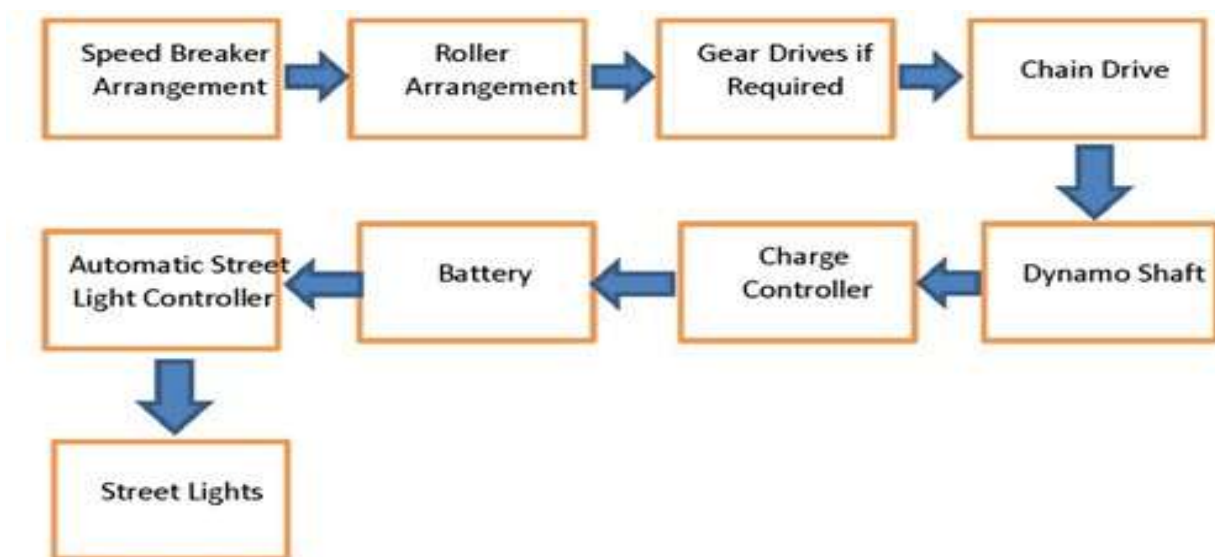 Speed Breaker
Arrangement
Roller
Arrangement
Gear Drives if
Required
Chain Drive
Automatic Street
Light Controller
Battery
Charge
Controller
Dynamo Shaft
Street Lights